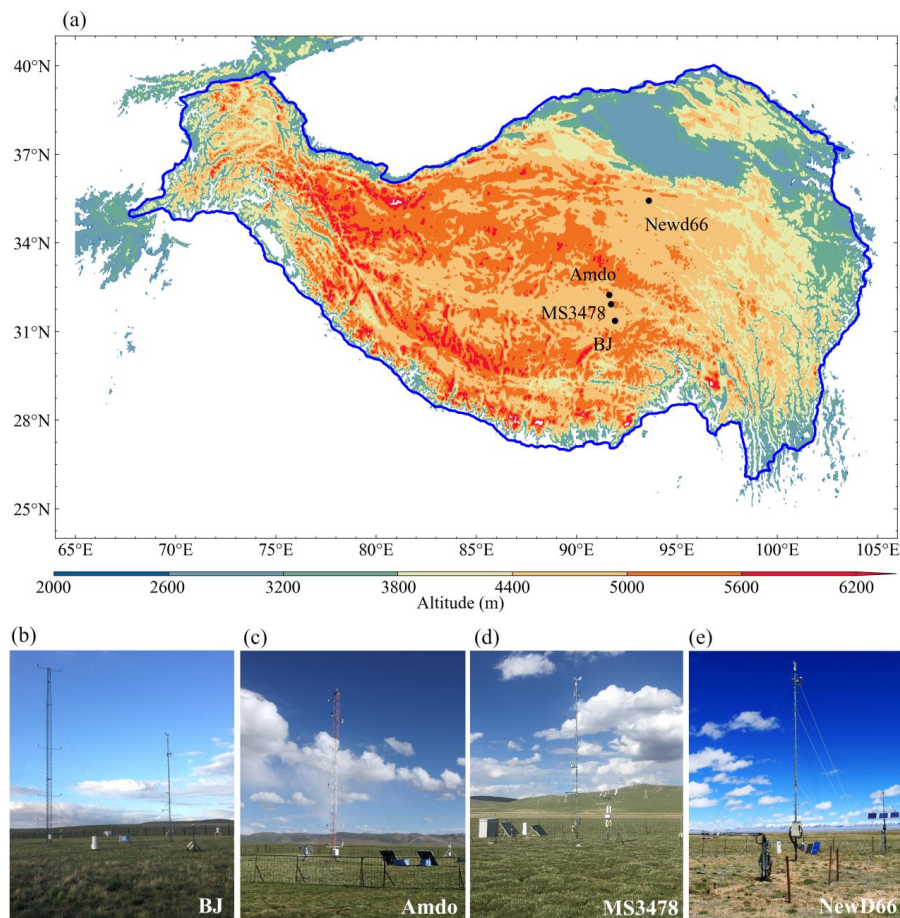 (a)
40°N
37°N
34°N
31°N
28°N
25°N
Newd66
Amdo
MS3478
BJ
65°E 70°E 75°E 80°E 85°E 90°E 95°E 100°E 105°E
2000 2600 3200 3800 4400 5000 5600 6200
Altitude (m)
(b) (c) (d) (e)
BJ Amdo MS3478 NewD66